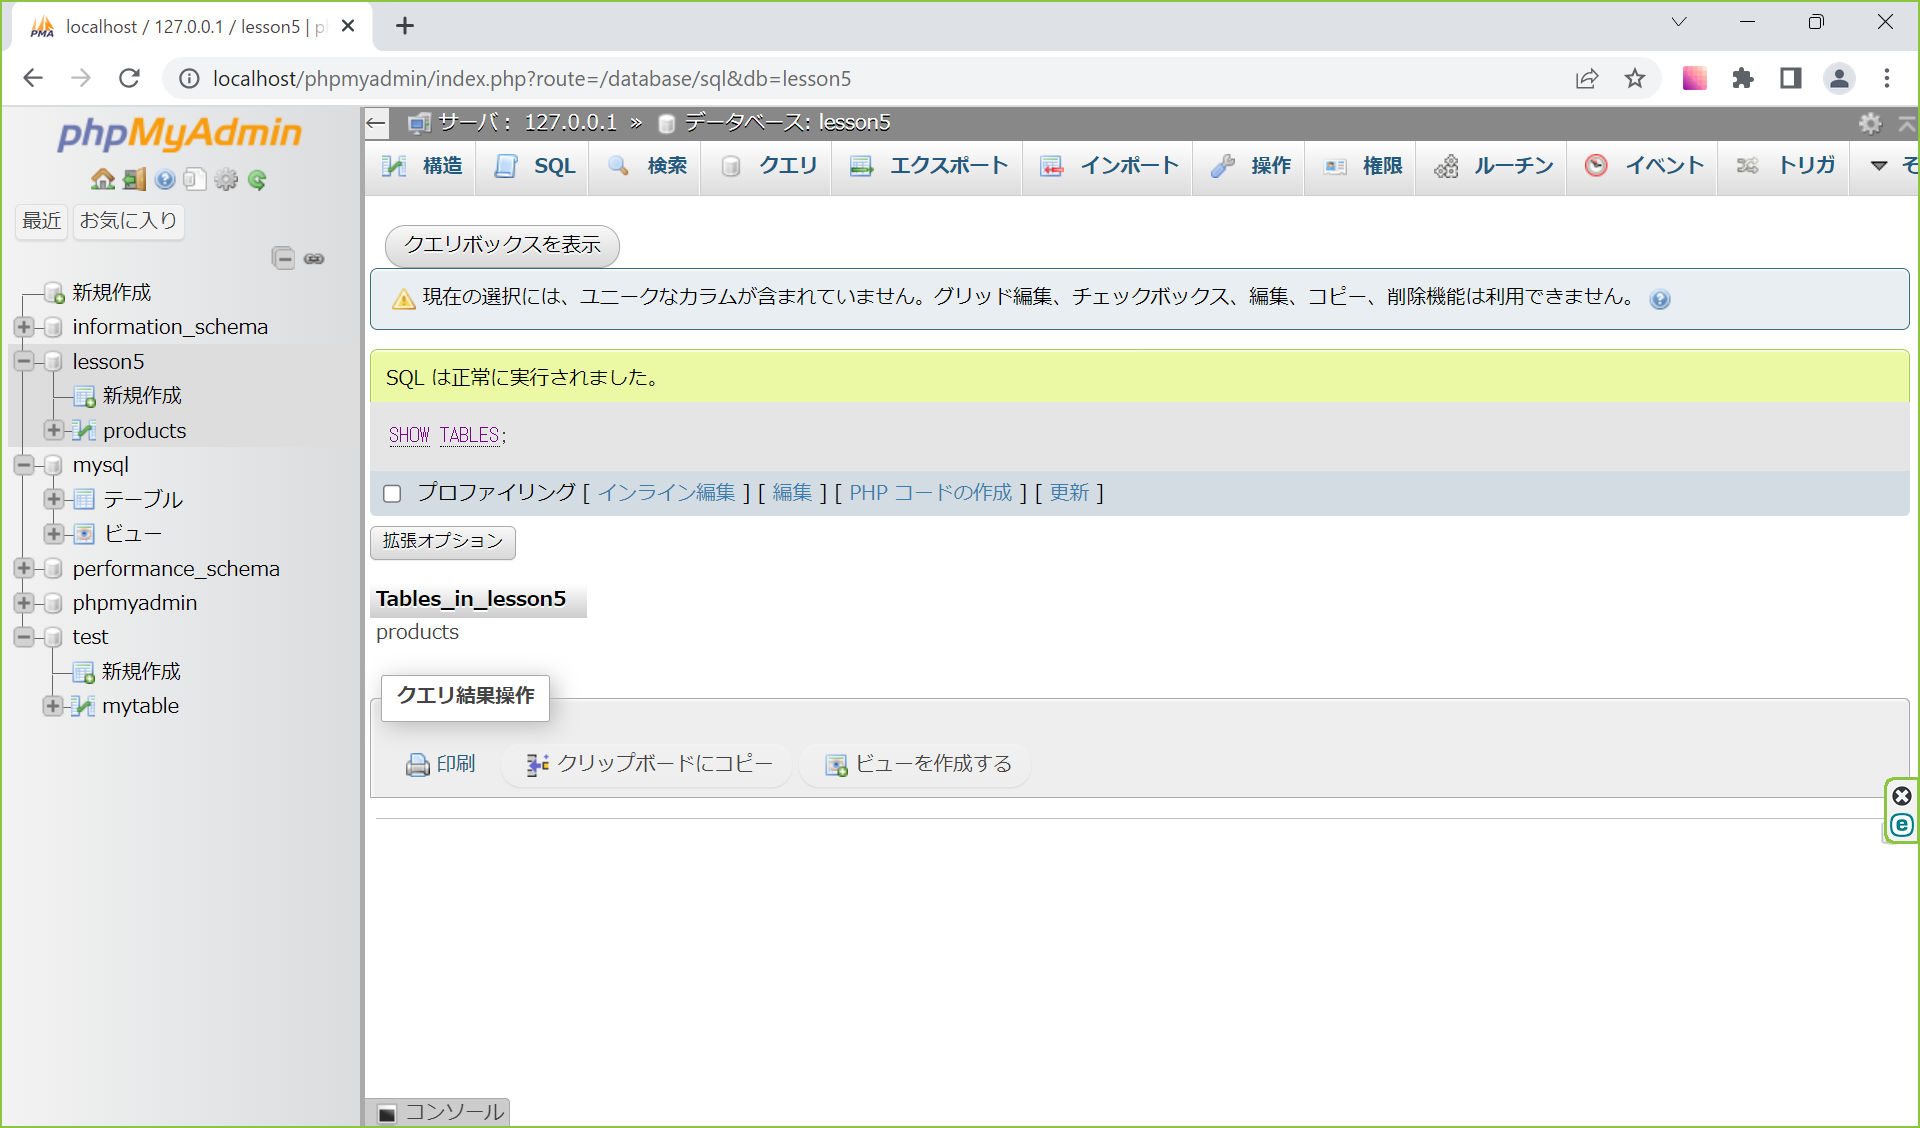 localhost / 127.0.0.1 / lesson5 | p
localhost/phpmyadmin/index.php?route=/database/sql&db=lesson5
phpMyAdmin
最近 お気に入り
新規作成
information_schema
lesson5
新規作成
products
mysql
テーブル
ビュー
performance_schema
phpmyadmin
test
新規作成
mytable
サーバ: 127.0.0.1 » データベース: lesson5
構造 SQL 検索 クエリ エクスポート インポート 操作 権限 ルーチン イベント トリガ そ
クエリボックスを表示
現在の選択には、ユニークなカラムが含まれていません。グリッド編集、チェックボックス、編集、コピー、削除機能は利用できません。
SQL は正常に実行されました。
SHOW TABLES;
プロファイリング [ インライン編集 ] [ 編集 ] [ PHP コードの作成 ] [ 更新 ]
拡張オプション
Tables_in_lesson5
products
クエリ結果操作
印刷 クリップボードにコピー ビューを作成する
コンソール